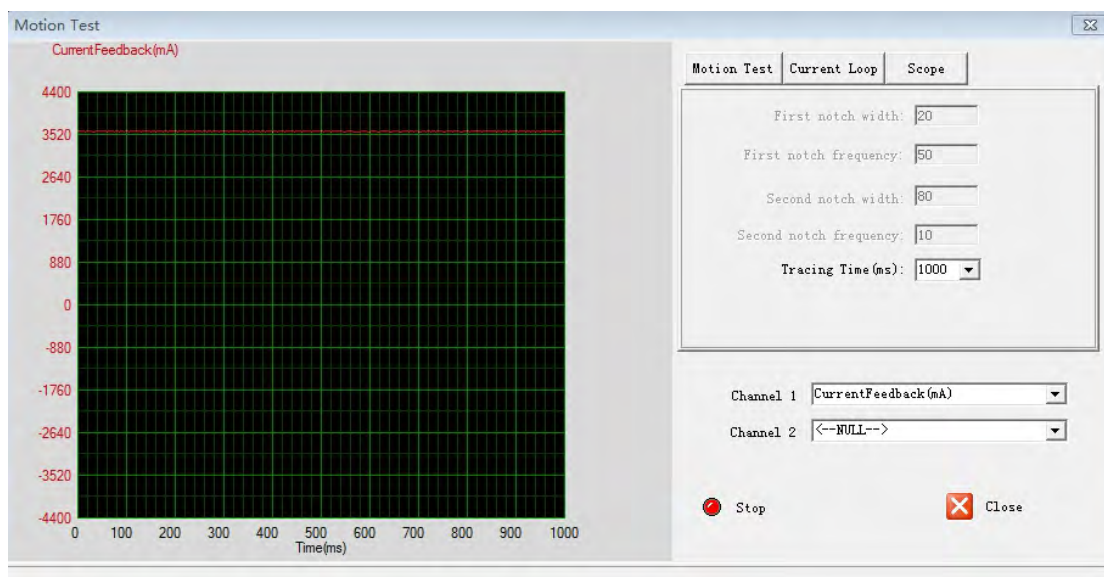 Motion Test
CurrentFeedback(mA)
4400
3520
2640
1760
880
0
-880
-1760
-2640
-3520
-4400
0 100 200 300 400 500 600 700 800 900 1000
Time(ms)
Motion Test Current Loop Scope
First notch width: 20
First notch frequency: 50
Second notch width: 80
Second notch frequency: 10
Tracing Time(ms): 1000
Channel 1 CurrentFeedback(mA)
Channel 2 <--NULL-->
Stop Close